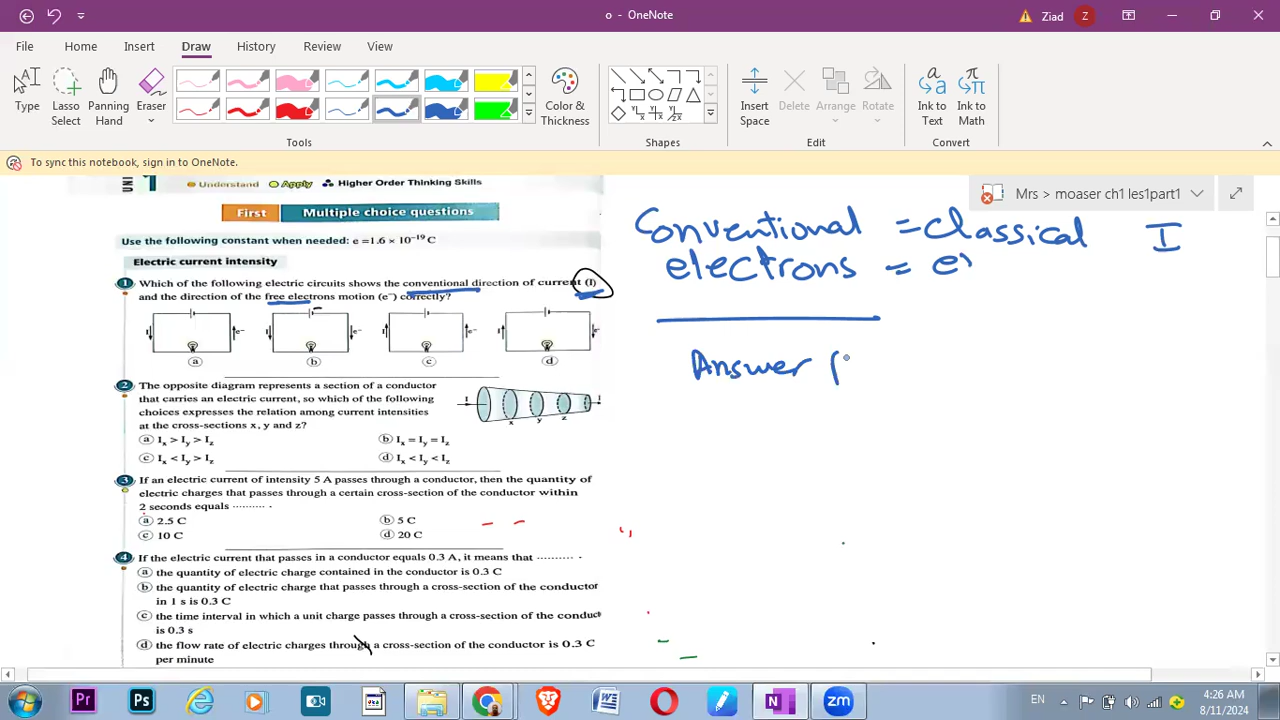 o - OneNote
Ziad
Z
File Home Insert Draw History Review View
Type
Lasso Select
Panning Hand
Eraser
Color & Thickness
Insert Space
Delete
Arrange
Rotate
Ink to Text
Ink to Math
Tools Shapes Edit Convert
To sync this notebook, sign in to OneNote.
Mrs > moaser ch1 les1part1
1 Understand Apply Higher Order Thinking Skills
First Multiple choice questions
Use the following constant when needed: e =1.6 × 10⁻¹⁹ C
Electric current intensity
1 Which of the following electric circuits shows the conventional direction of current (I)
and the direction of the free electrons motion (e⁻) correctly?
I e⁻ I e⁻ I e⁻ I e⁻
a b c d
2 The opposite diagram represents a section of a conductor
that carries an electric current, so which of the following
choices expresses the relation among current intensities
at the cross-sections x, y and z?
I x y z I
a Iₓ > Iᵧ > I_z b Iₓ = Iᵧ = I_z
c Iₓ < Iᵧ > I_z d Iₓ < Iᵧ < I_z
3 If an electric current of intensity 5 A passes through a conductor, then the quantity of
electric charges that passes through a certain cross-section of the conductor within
2 seconds equals ·········· .
a 2.5 C b 5 C
c 10 C d 20 C
4 If the electric current that passes in a conductor equals 0.3 A, it means that ·········· .
a the quantity of electric charge contained in the conductor is 0.3 C
b the quantity of electric charge that passes through a cross-section of the conductor
in 1 s is 0.3 C
c the time interval in which a unit charge passes through a cross-section of the conduc
is 0.3 s
d the flow rate of electric charges through a cross-section of the conductor is 0.3 C
per minute
Conventional = classical I
electrons = e
Answer (
EN
4:26 AM
8/11/2024
Pr
Ps
W
N
zm